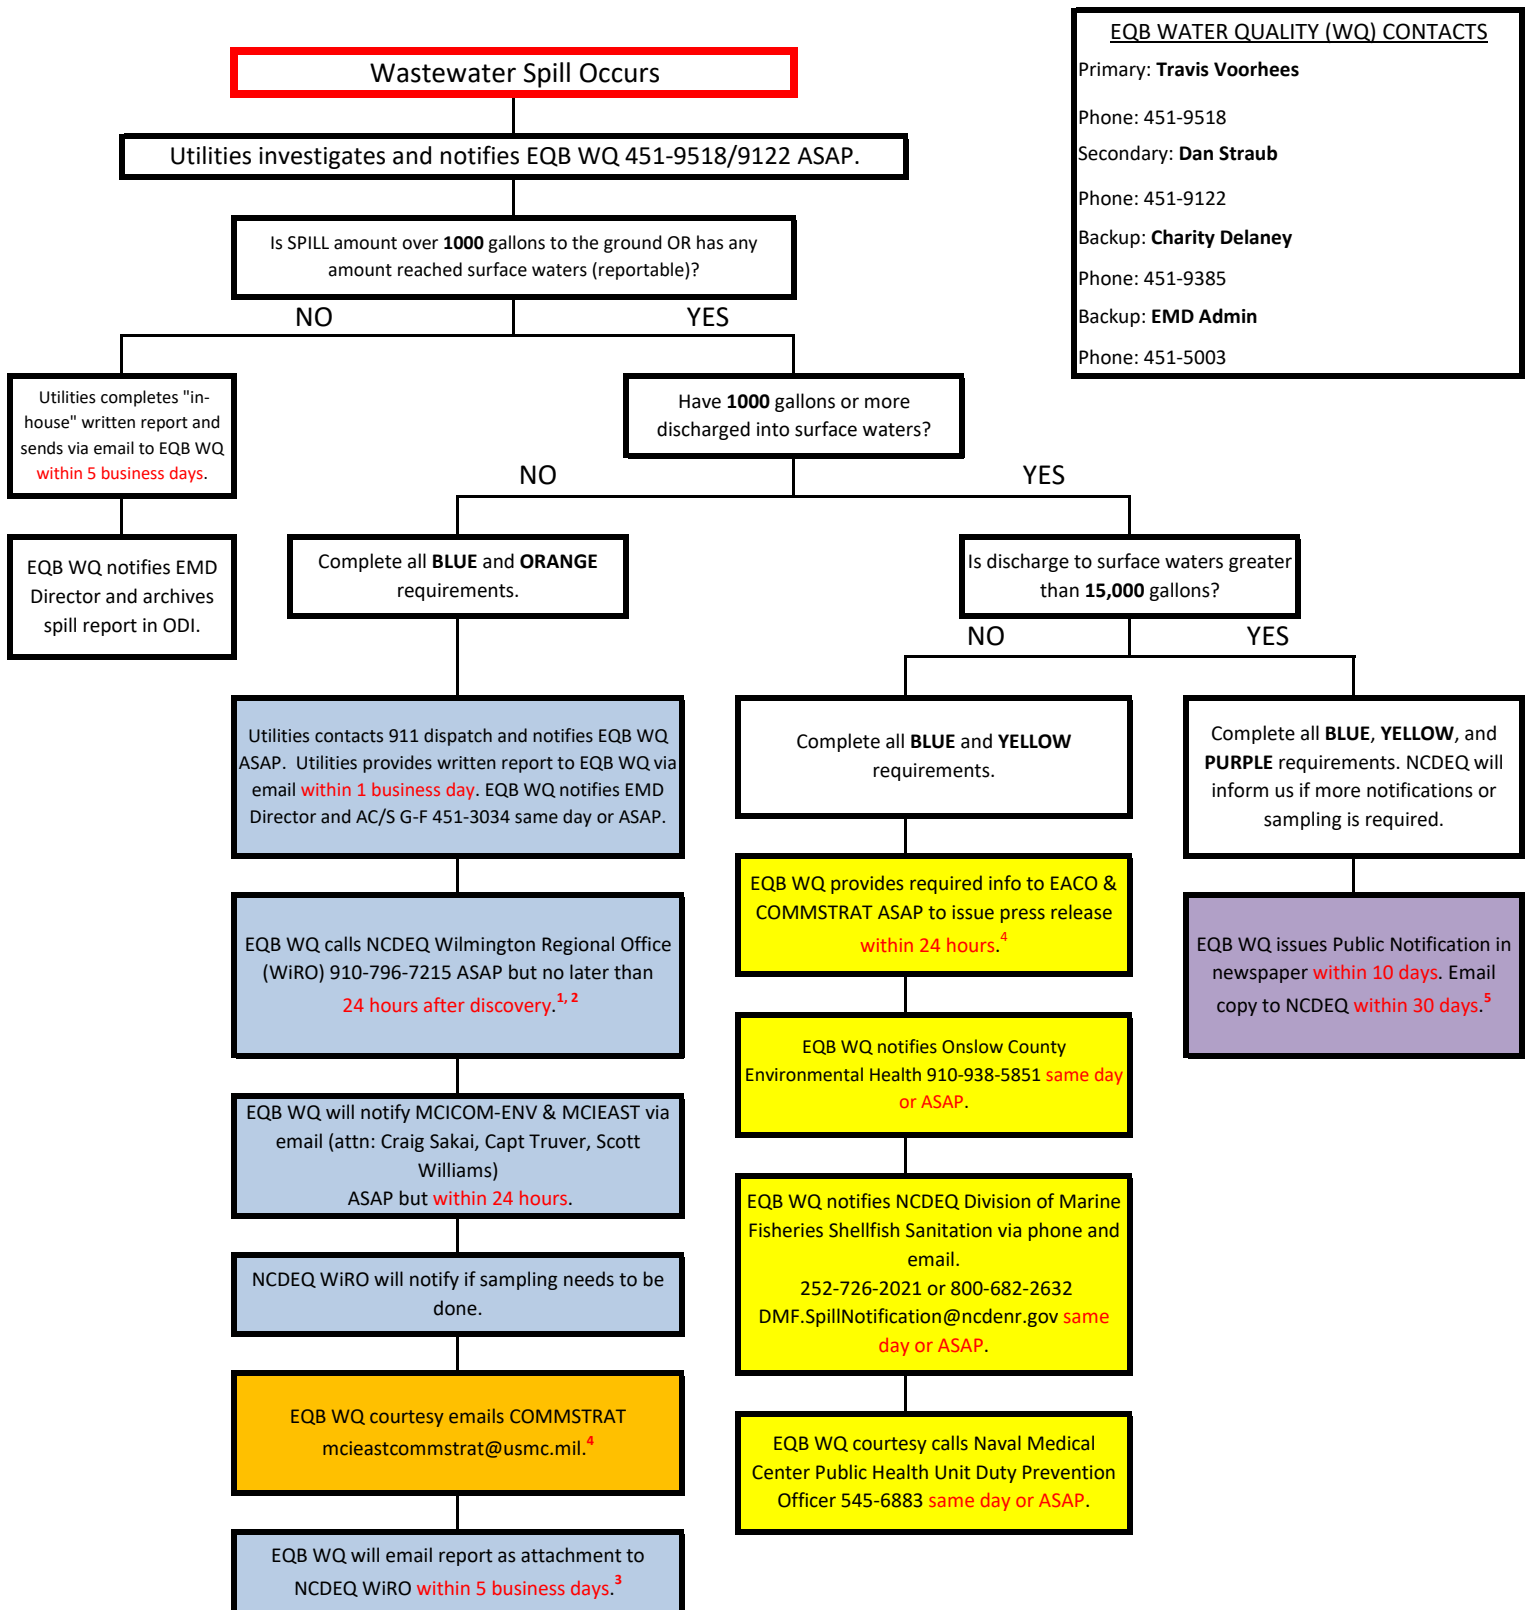 EQB WATER QUALITY (WQ) CONTACTS
Primary: Travis Voorhees
Phone: 451-9518
Secondary: Dan Straub
Phone: 451-9122
Backup: Charity Delaney
Phone: 451-9385
Backup: EMD Admin
Phone: 451-5003
Wastewater Spill Occurs
Utilities investigates and notifies EQB WQ 451-9518/9122 ASAP.
Is SPILL amount over 1000 gallons to the ground OR has any
amount reached surface waters (reportable)?
NO
YES
Utilities completes "in-
house" written report and
sends via email to EQB WQ
within 5 business days.
EQB WQ notifies EMD
Director and archives
spill report in ODI.
Have 1000 gallons or more
discharged into surface waters?
NO
YES
Complete all BLUE and ORANGE
requirements.
Is discharge to surface waters greater
than 15,000 gallons?
NO
YES
Utilities contacts 911 dispatch and notifies EQB WQ
ASAP.  Utilities provides written report to EQB WQ via
email within 1 business day. EQB WQ notifies EMD
Director and AC/S G-F 451-3034 same day or ASAP.
EQB WQ calls NCDEQ Wilmington Regional Office
(WiRO) 910-796-7215 ASAP but no later than
24 hours after discovery.1, 2
EQB WQ will notify MCICOM-ENV & MCIEAST via
email (attn: Craig Sakai, Capt Truver, Scott
Williams)
ASAP but within 24 hours.
NCDEQ WiRO will notify if sampling needs to be
done.
EQB WQ courtesy emails COMMSTRAT
mcieastcommstrat@usmc.mil.4
EQB WQ will email report as attachment to
NCDEQ WiRO within 5 business days.3
Complete all BLUE and YELLOW
requirements.
EQB WQ provides required info to EACO &
COMMSTRAT ASAP to issue press release
within 24 hours.4
EQB WQ notifies Onslow County
Environmental Health 910-938-5851 same day
or ASAP.
EQB WQ notifies NCDEQ Division of Marine
Fisheries Shellfish Sanitation via phone and
email.
252-726-2021 or 800-682-2632
DMF.SpillNotification@ncdenr.gov same
day or ASAP.
EQB WQ courtesy calls Naval Medical
Center Public Health Unit Duty Prevention
Officer 545-6883 same day or ASAP.
Complete all BLUE, YELLOW, and
PURPLE requirements. NCDEQ will
inform us if more notifications or
sampling is required.
EQB WQ issues Public Notification in
newspaper within 10 days. Email
copy to NCDEQ within 30 days.5